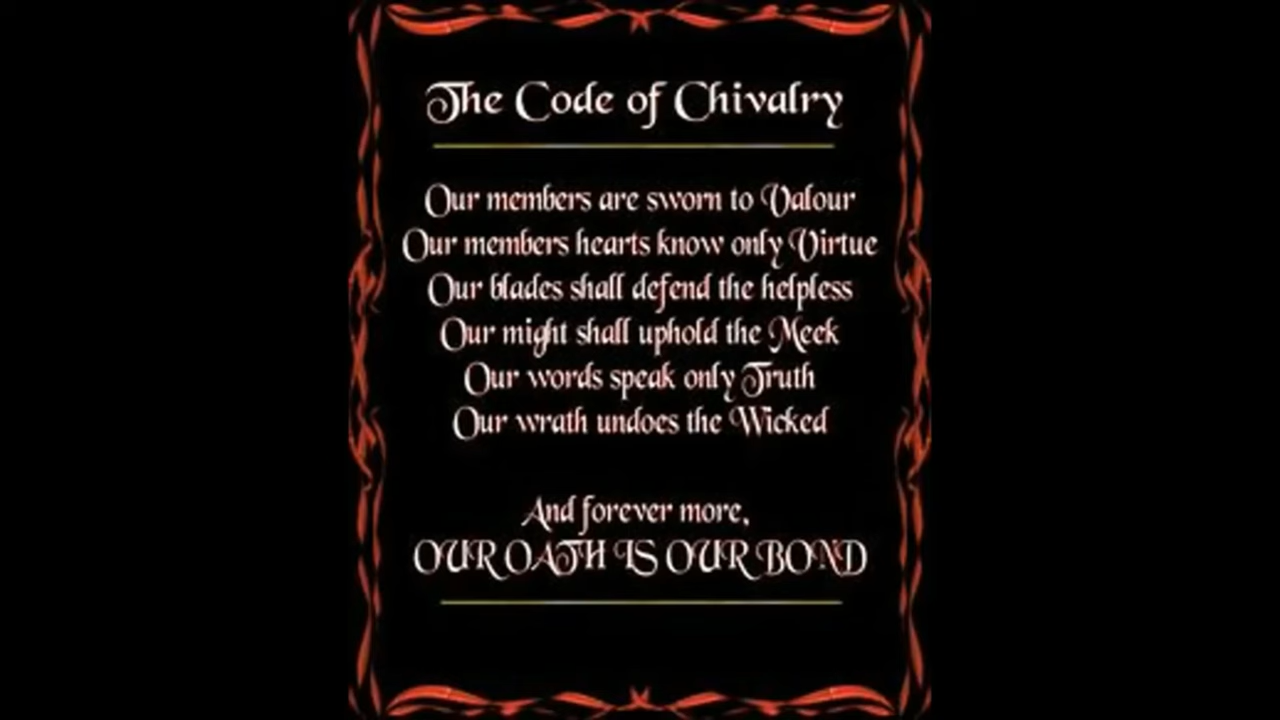 The Code of Chivalry
Our members are sworn to Valour
Our members hearts know only Virtue
Our blades shall defend the helpless
Our might shall uphold the Meek
Our words speak only Truth
Our wrath undoes the Wicked
And forever more,
OUR OATH IS OUR BOND